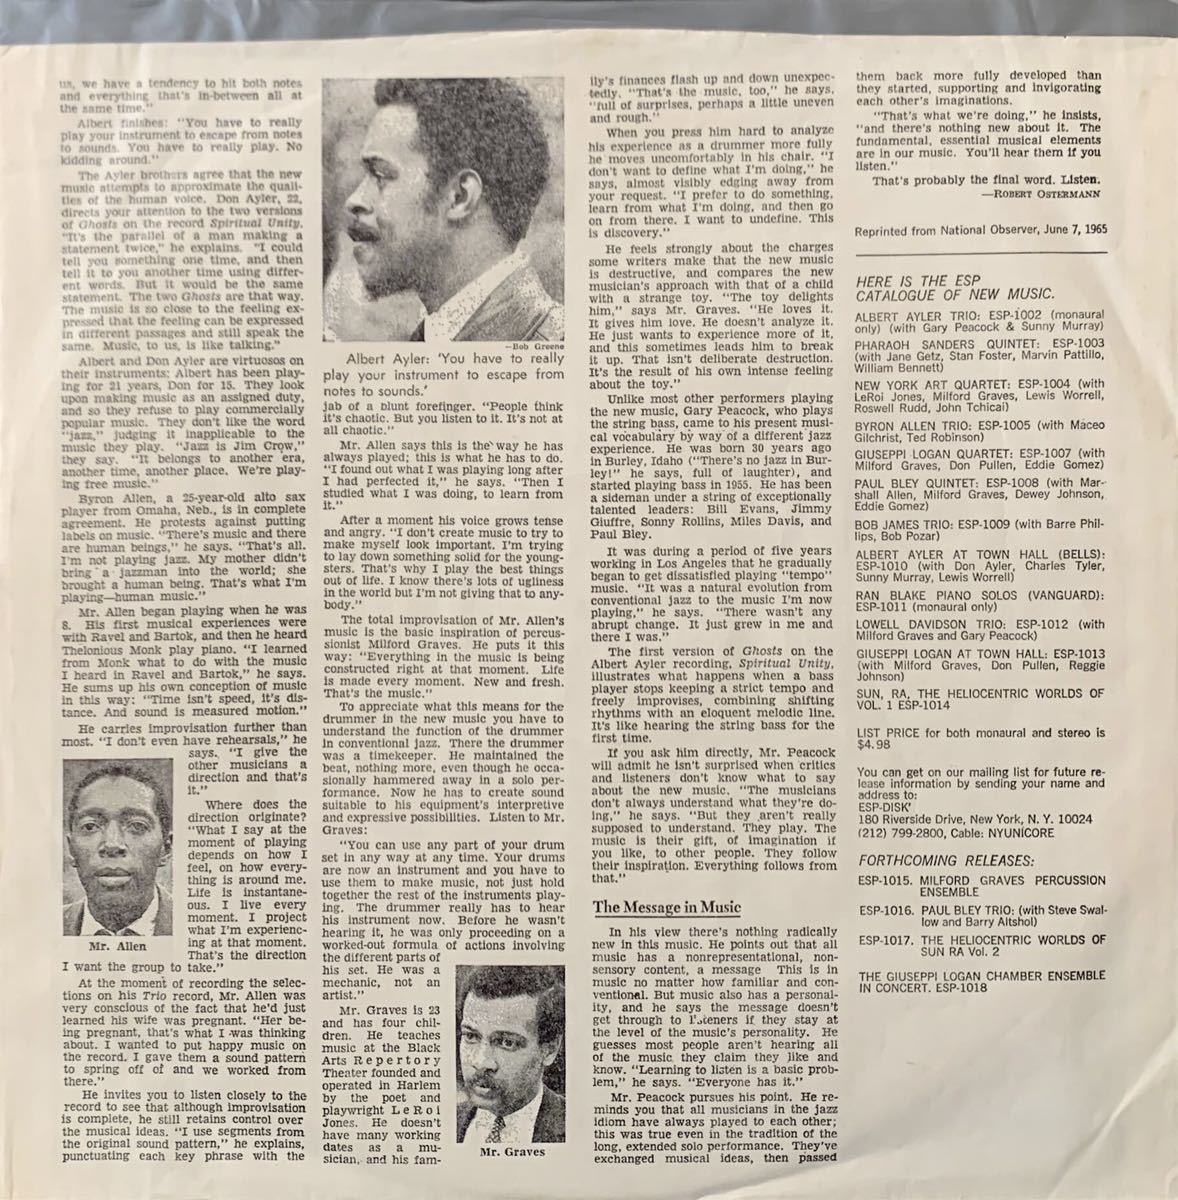 us, we have a tendency to hit both notes
and everything that's in-between all at
the same time."
Albert finishes: "You have to really
play your instrument to escape from notes
to sounds. You have to really play. No
kidding around."
The Ayler brothers agree that the new
music attempts to approximate the quali-
ties of the human voice. Don Ayler, 22,
directs your attention to the two versions
of Ghosts on the record Spiritual Unity.
"It's the parallel of a man making a
statement twice," he explains. "I could
tell you something one time, and then
tell it to you another time using differ-
ent words. But it would be the same
statement. The two Ghosts are that way.
The music is so close to the feeling ex-
pressed that the feeling can be expressed
in different passages and still speak the
same. Music, to us, is like talking."
Albert and Don Ayler are virtuosos on
their instruments: Albert has been play-
ing for 21 years, Don for 15. They look
upon making music as an assigned duty,
and so they refuse to play commercially
popular music. They don't like the word
"jazz," judging it inapplicable to the
music they play. "Jazz is Jim Crow,"
they say. "It belongs to another era,
another time, another place. We're play-
ing free music."
Byron Allen, a 25-year-old alto sax
player from Omaha, Neb., is in complete
agreement. He protests against putting
labels on music. "There's music and there
are human beings," he says. "That's all.
I'm not playing jazz. My mother didn't
bring a jazzman into the world; she
brought a human being. That's what I'm
playing—human music."
Mr. Allen began playing when he was
8. His first musical experiences were
with Ravel and Bartok, and then he heard
Thelonious Monk play piano. "I learned
from Monk what to do with the music
I heard in Ravel and Bartok," he says.
He sums up his own conception of music
in this way: "Time isn't speed, it's dis-
tance. And sound is measured motion."
He carries improvisation further than
most. "I don't even have rehearsals," he
says. "I give the
other musicians a
direction and that's
it."
Where does the
direction originate?
"What I say at the
moment of playing
depends on how I
feel, on how every-
thing is around me.
Life is instantane-
ous. I live every
moment. I project
what I'm experienc-
ing at that moment.
That's the direction
Mr. Allen
I want the group to take."
At the moment of recording the selec-
tions on his Trio record, Mr. Allen was
very conscious of the fact that he'd just
learned his wife was pregnant. "Her be-
ing pregnant, that's what I was thinking
about. I wanted to put happy music on
the record. I gave them a sound pattern
to spring off of and we worked from
there."
He invites you to listen closely to the
record to see that although improvisation
is complete, he still retains control over
the musical ideas. "I use segments from
the original sound pattern," he explains,
punctuating each key phrase with the
—Bob Greene
Albert Ayler: 'You have to really
play your instrument to escape from
notes to sounds.'
jab of a blunt forefinger. "People think
it's chaotic. But you listen to it. It's not at
all chaotic."
Mr. Allen says this is the way he has
always played; this is what he has to do.
"I found out what I was playing long after
I had perfected it," he says. "Then I
studied what I was doing, to learn from
it."
After a moment his voice grows tense
and angry. "I don't create music to try to
make myself look important. I'm trying
to lay down something solid for the young-
sters. That's why I play the best things
out of life. I know there's lots of ugliness
in the world but I'm not giving that to any-
body."
The total improvisation of Mr. Allen's
music is the basic inspiration of percus-
sionist Milford Graves. He puts it this
way: "Everything in the music is being
constructed right at that moment. Life
is made every moment. New and fresh.
That's the music."
To appreciate what this means for the
drummer in the new music you have to
understand the function of the drummer
in conventional jazz. There the drummer
was a timekeeper. He maintained the
beat, nothing more, even though he occa-
sionally hammered away in a solo per-
formance. Now he has to create sound
suitable to his equipment's interpretive
and expressive possibilities. Listen to Mr.
Graves:
"You can use any part of your drum
set in any way at any time. Your drums
are now an instrument and you have to
use them to make music, not just hold
together the rest of the instruments play-
ing. The drummer really has to hear
his instrument now. Before he wasn't
hearing it, he was only proceeding on a
worked-out formula of actions involving
the different parts of
his set. He was a
mechanic, not an
artist."
Mr. Graves is 23
and has four chil-
dren. He teaches
music at the Black
Arts Repertory
Theater founded and
operated in Harlem
by the poet and
playwright LeRoi
Jones. He doesn't
have many working
dates as a mu-
sician, and his fam-
Mr. Graves
ily's finances flash up and down unexpec-
tedly. "That's the music, too," he says,
"full of surprises, perhaps a little uneven
and rough."
When you press him hard to analyze
his experience as a drummer more fully
he moves uncomfortably in his chair. "I
don't want to define what I'm doing," he
says, almost visibly edging away from
your request. "I prefer to do something,
learn from what I'm doing, and then go
on from there. I want to undefine. This
is discovery."
He feels strongly about the charges
some writers make that the new music
is destructive, and compares the new
musician's approach with that of a child
with a strange toy. "The toy delights
him," says Mr. Graves. "He loves it.
It gives him love. He doesn't analyze it.
He just wants to experience more of it,
and this sometimes leads him to break
it up. That isn't deliberate destruction.
It's the result of his own intense feeling
about the toy."
Unlike most other performers playing
the new music, Gary Peacock, who plays
the string bass, came to his present musi-
cal vocabulary by way of a different jazz
experience. He was born 30 years ago
in Burley, Idaho ("There's no jazz in Bur-
ley!" he says, full of laughter), and
started playing bass in 1955. He has been
a sideman under a string of exceptionally
talented leaders: Bill Evans, Jimmy
Giuffre, Sonny Rollins, Miles Davis, and
Paul Bley.
It was during a period of five years
working in Los Angeles that he gradually
began to get dissatisfied playing "tempo"
music. "It was a natural evolution from
conventional jazz to the music I'm now
playing," he says. "There wasn't any
abrupt change. It just grew in me and
there I was."
The first version of Ghosts on the
Albert Ayler recording, Spiritual Unity,
illustrates what happens when a bass
player stops keeping a strict tempo and
freely improvises, combining shifting
rhythms with an eloquent melodic line.
It's like hearing the string bass for the
first time.
If you ask him directly, Mr. Peacock
will admit he isn't surprised when critics
and listeners don't know what to say
about the new music. "The musicians
don't always understand what they're do-
ing," he says. "But they aren't really
supposed to understand. They play. The
music is their gift, of imagination if
you like, to other people. They follow
their inspiration. Everything follows from
that."
The Message in Music
In his view there's nothing radically
new in this music. He points out that all
music has a nonrepresentational, non-
sensory content, a message This is in
music no matter how familiar and con-
ventional. But music also has a personal-
ity, and he says the message doesn't
get through to listeners if they stay at
the level of the music's personality. He
guesses most people aren't hearing all
of the music they claim they like and
know. "Learning to listen is a basic prob-
lem," he says. "Everyone has it."
Mr. Peacock pursues his point. He re-
minds you that all musicians in the jazz
idiom have always played to each other;
this was true even in the tradition of the
long, extended solo performance. They've
exchanged musical ideas, then passed
them back more fully developed than
they started, supporting and invigorating
each other's imaginations.
"That's what we're doing," he insists,
"and there's nothing new about it. The
fundamental, essential musical elements
are in our music. You'll hear them if you
listen."
That's probably the final word. Listen.
—ROBERT OSTERMANN
Reprinted from National Observer, June 7, 1965
HERE IS THE ESP
CATALOGUE OF NEW MUSIC.
ALBERT AYLER TRIO: ESP-1002 (monaural
only) (with Gary Peacock & Sunny Murray)
PHARAOH SANDERS QUINTET: ESP-1003
(with Jane Getz, Stan Foster, Marvin Pattillo,
William Bennett)
NEW YORK ART QUARTET: ESP-1004 (with
LeRoi Jones, Milford Graves, Lewis Worrell,
Roswell Rudd, John Tchicai)
BYRON ALLEN TRIO: ESP-1005 (with Maceo
Gilchrist, Ted Robinson)
GIUSEPPI LOGAN QUARTET: ESP-1007 (with
Milford Graves, Don Pullen, Eddie Gomez)
PAUL BLEY QUINTET: ESP-1008 (with Mar-
shall Allen, Milford Graves, Dewey Johnson,
Eddie Gomez)
BOB JAMES TRIO: ESP-1009 (with Barre Phil-
lips, Bob Pozar)
ALBERT AYLER AT TOWN HALL (BELLS):
ESP-1010 (with Don Ayler, Charles Tyler,
Sunny Murray, Lewis Worrell)
RAN BLAKE PIANO SOLOS (VANGUARD):
ESP-1011 (monaural only)
LOWELL DAVIDSON TRIO: ESP-1012 (with
Milford Graves and Gary Peacock)
GIUSEPPI LOGAN AT TOWN HALL: ESP-1013
(with Milford Graves, Don Pullen, Reggie
Johnson)
SUN, RA, THE HELIOCENTRIC WORLDS OF
VOL. 1 ESP-1014
LIST PRICE for both monaural and stereo is
$4.98
You can get on our mailing list for future re-
lease information by sending your name and
address to:
ESP-DISK'
180 Riverside Drive, New York, N. Y. 10024
(212) 799-2800, Cable: NYUNICORE
FORTHCOMING RELEASES:
ESP-1015. MILFORD GRAVES PERCUSSION
ENSEMBLE
ESP-1016. PAUL BLEY TRIO: (with Steve Swal-
low and Barry Altshol)
ESP-1017. THE HELIOCENTRIC WORLDS OF
SUN RA Vol. 2
THE GIUSEPPI LOGAN CHAMBER ENSEMBLE
IN CONCERT. ESP-1018